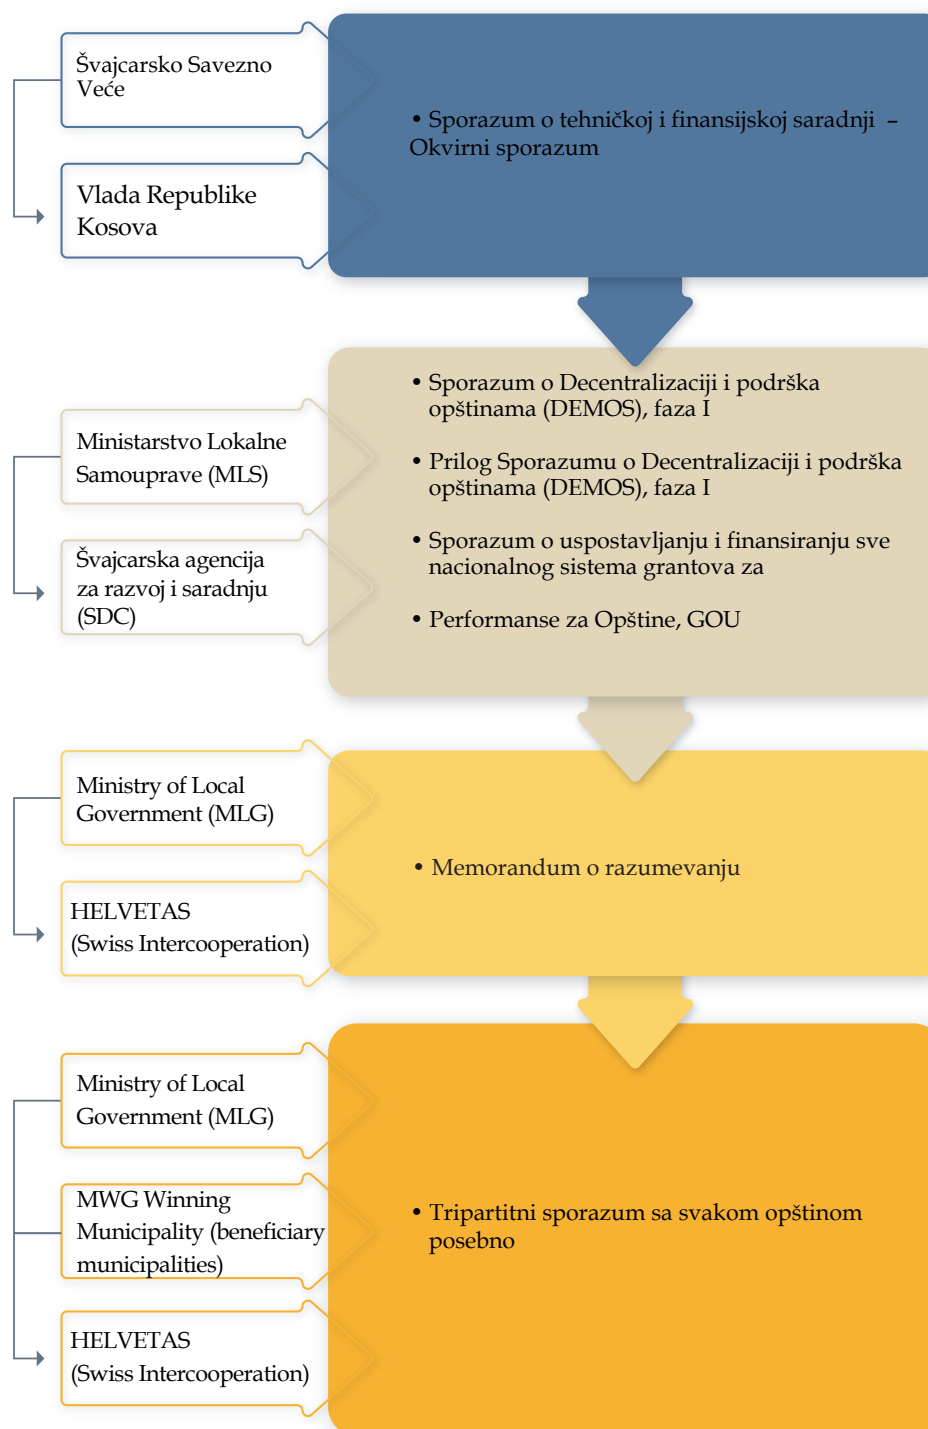 Švajcarsko Savezno
Veće
Vlada Republike
Kosova
• Sporazum o tehničkoj i finansijskoj saradnji –
Okvirni sporazum
Ministarstvo Lokalne
Samouprave (MLS)
Švajcarska agencija
za razvoj i saradnju
(SDC)
• Sporazum o Decentralizaciji i podrška
opštinama (DEMOS), faza I
• Prilog Sporazumu o Decentralizaciji i podrška
opštinama (DEMOS), faza I
• Sporazum o uspostavljanju i finansiranju sve
nacionalnog sistema grantova za
• Performanse za Opštine, GOU
Ministry of Local
Government (MLG)
HELVETAS
(Swiss Intercooperation)
• Memorandum o razumevanju
Ministry of Local
Government (MLG)
MWG Winning
Municipality (beneficiary
municipalities)
HELVETAS
(Swiss Intercooperation)
• Tripartitni sporazum sa svakom opštinom
posebno